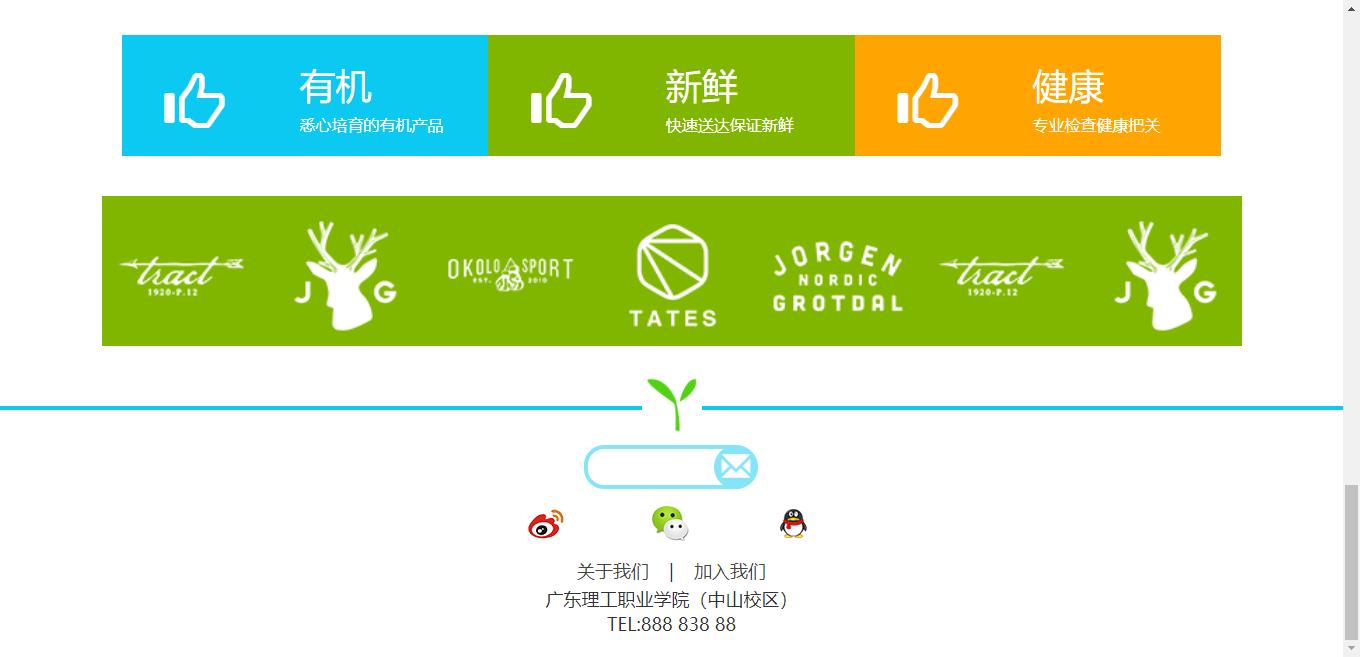 有机
悉心培育的有机产品
新鲜
快速送达保证新鲜
健康
专业检查健康把关
tract
1920-P.12
J G
OKOLO SPORT
EST. 2010
TATES
JORGEN
NORDIC
GROTDAL
tract
1920-P.12
J G
关于我们 | 加入我们
广东理工职业学院（中山校区）
TEL:888 838 88